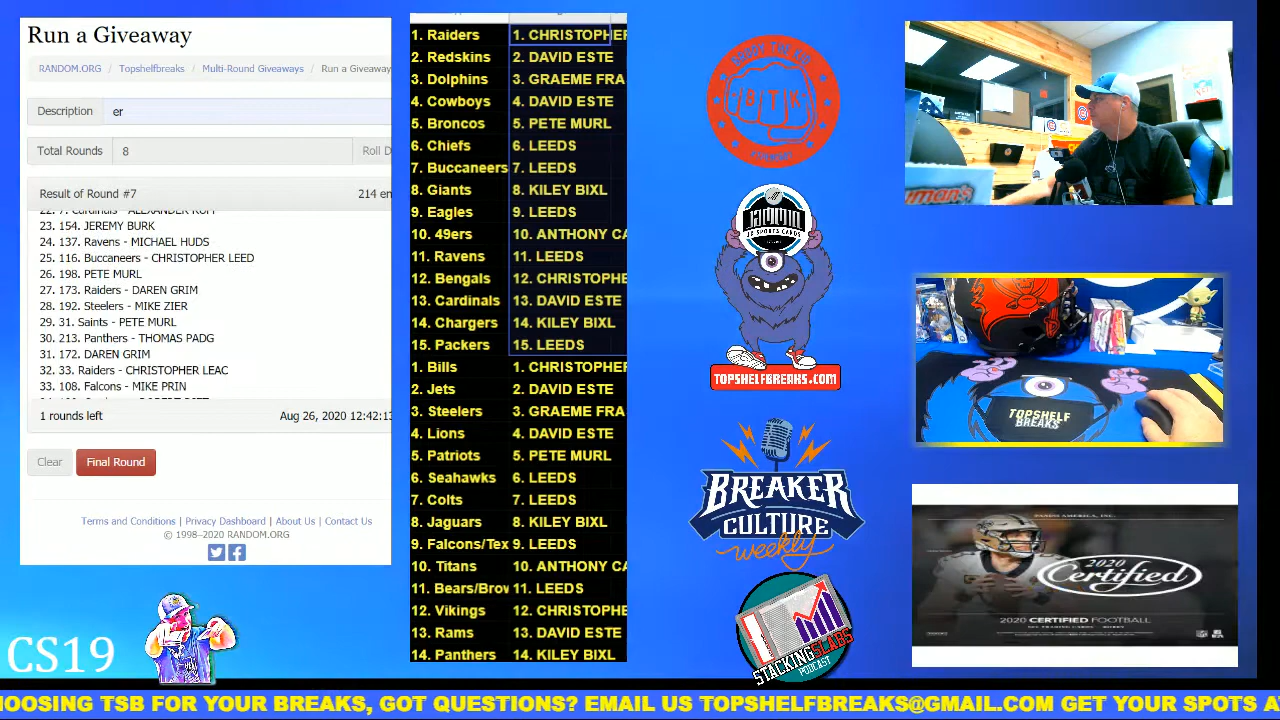 Run a Giveaway
RANDOM.ORG / Topshelfbreaks / Multi-Round Giveaways / Run a Giveaway
Description er
Total Rounds 8 Roll D
Result of Round #7 214 en
23. 154. JEREMY BURK
24. 137. Ravens - MICHAEL HUDS
25. 116. Buccaneers - CHRISTOPHER LEED
26. 198. PETE MURL
27. 173. Raiders - DAREN GRIM
28. 192. Steelers - MIKE ZIER
29. 31. Saints - PETE MURL
30. 213. Panthers - THOMAS PADG
31. 172. DAREN GRIM
32. 33. Raiders - CHRISTOPHER LEAC
33. 108. Falcons - MIKE PRIN
1 rounds left Aug 26, 2020 12:42:13
Clear Final Round
Terms and Conditions | Privacy Dashboard | About Us | Contact Us
© 1998–2020 RANDOM.ORG
CS19
1. Raiders 1. CHRISTOPHER
2. Redskins 2. DAVID ESTE
3. Dolphins 3. GRAEME FRA
4. Cowboys 4. DAVID ESTE
5. Broncos 5. PETE MURL
6. Chiefs 6. LEEDS
7. Buccaneers 7. LEEDS
8. Giants 8. KILEY BIXL
9. Eagles 9. LEEDS
10. 49ers 10. ANTHONY CA
11. Ravens 11. LEEDS
12. Bengals 12. CHRISTOPHE
13. Cardinals 13. DAVID ESTE
14. Chargers 14. KILEY BIXL
15. Packers 15. LEEDS
1. Bills 1. CHRISTOPHER
2. Jets 2. DAVID ESTE
3. Steelers 3. GRAEME FRA
4. Lions 4. DAVID ESTE
5. Patriots 5. PETE MURL
6. Seahawks 6. LEEDS
7. Colts 7. LEEDS
8. Jaguars 8. KILEY BIXL
9. Falcons/Tex 9. LEEDS
10. Titans 10. ANTHONY CA
11. Bears/Brow 11. LEEDS
12. Vikings 12. CHRISTOPHE
13. Rams 13. DAVID ESTE
14. Panthers 14. KILEY BIXL
BTK
TOPSHELFBREAKS.COM
BREAKER
CULTURE
weekly
STACKING SLABS
PODCAST
TOPSHELF
BREAKS
2020
Certified
2020 CERTIFIED FOOTBALL
HOOSING TSB FOR YOUR BREAKS, GOT QUESTIONS? EMAIL US TOPSHELFBREAKS@GMAIL.COM GET YOUR SPOTS A